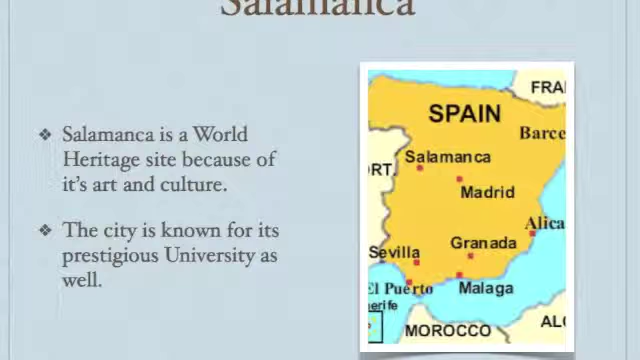 Salamanca
❖ Salamanca is a World
Heritage site because of
it's art and culture.
❖ The city is known for its
prestigious University as
well.
FRA
SPAIN
Barce
Salamanca
RT.
Madrid
Alica
Granada
Sevilla
El Puerto
Malaga
nerife
MOROCCO
AL